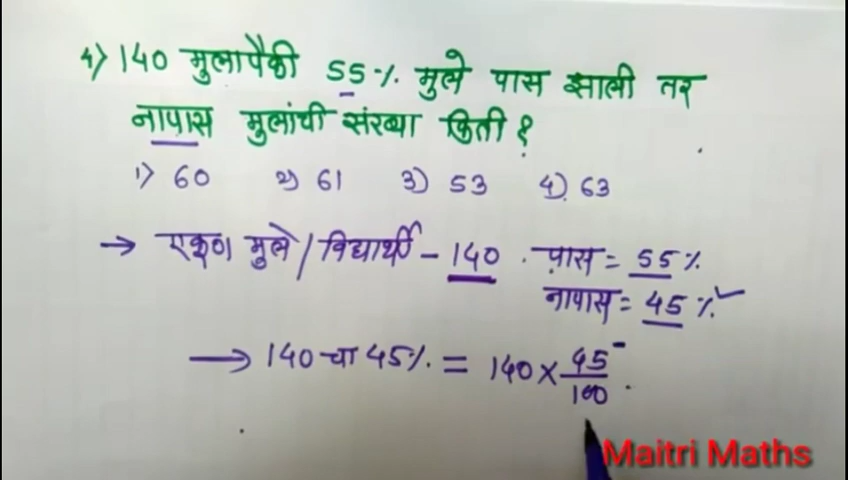 4) 140 मुलापैकी 55% मुले पास झाली तर
नापास मुलांची संख्या किती?
1) 60 2) 61 3) 53 4) 63
→ एकूण मुले / विद्यार्थी - 140. पास = 55%
नापास = 45% ✓
→ 140 चा 45% = 140 × 45/100.
Maitri Maths